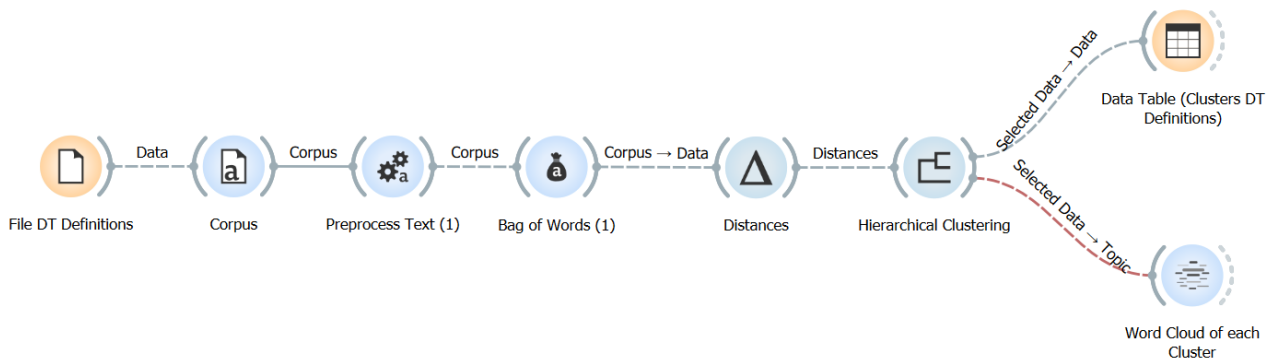 Data
Corpus
Corpus
Corpus → Data
Distances
Selected Data → Data
Selected Data → Topic
File DT Definitions
Corpus
Preprocess Text (1)
Bag of Words (1)
Distances
Hierarchical Clustering
Data Table (Clusters DT
Definitions)
Word Cloud of each
Cluster
a
a
a